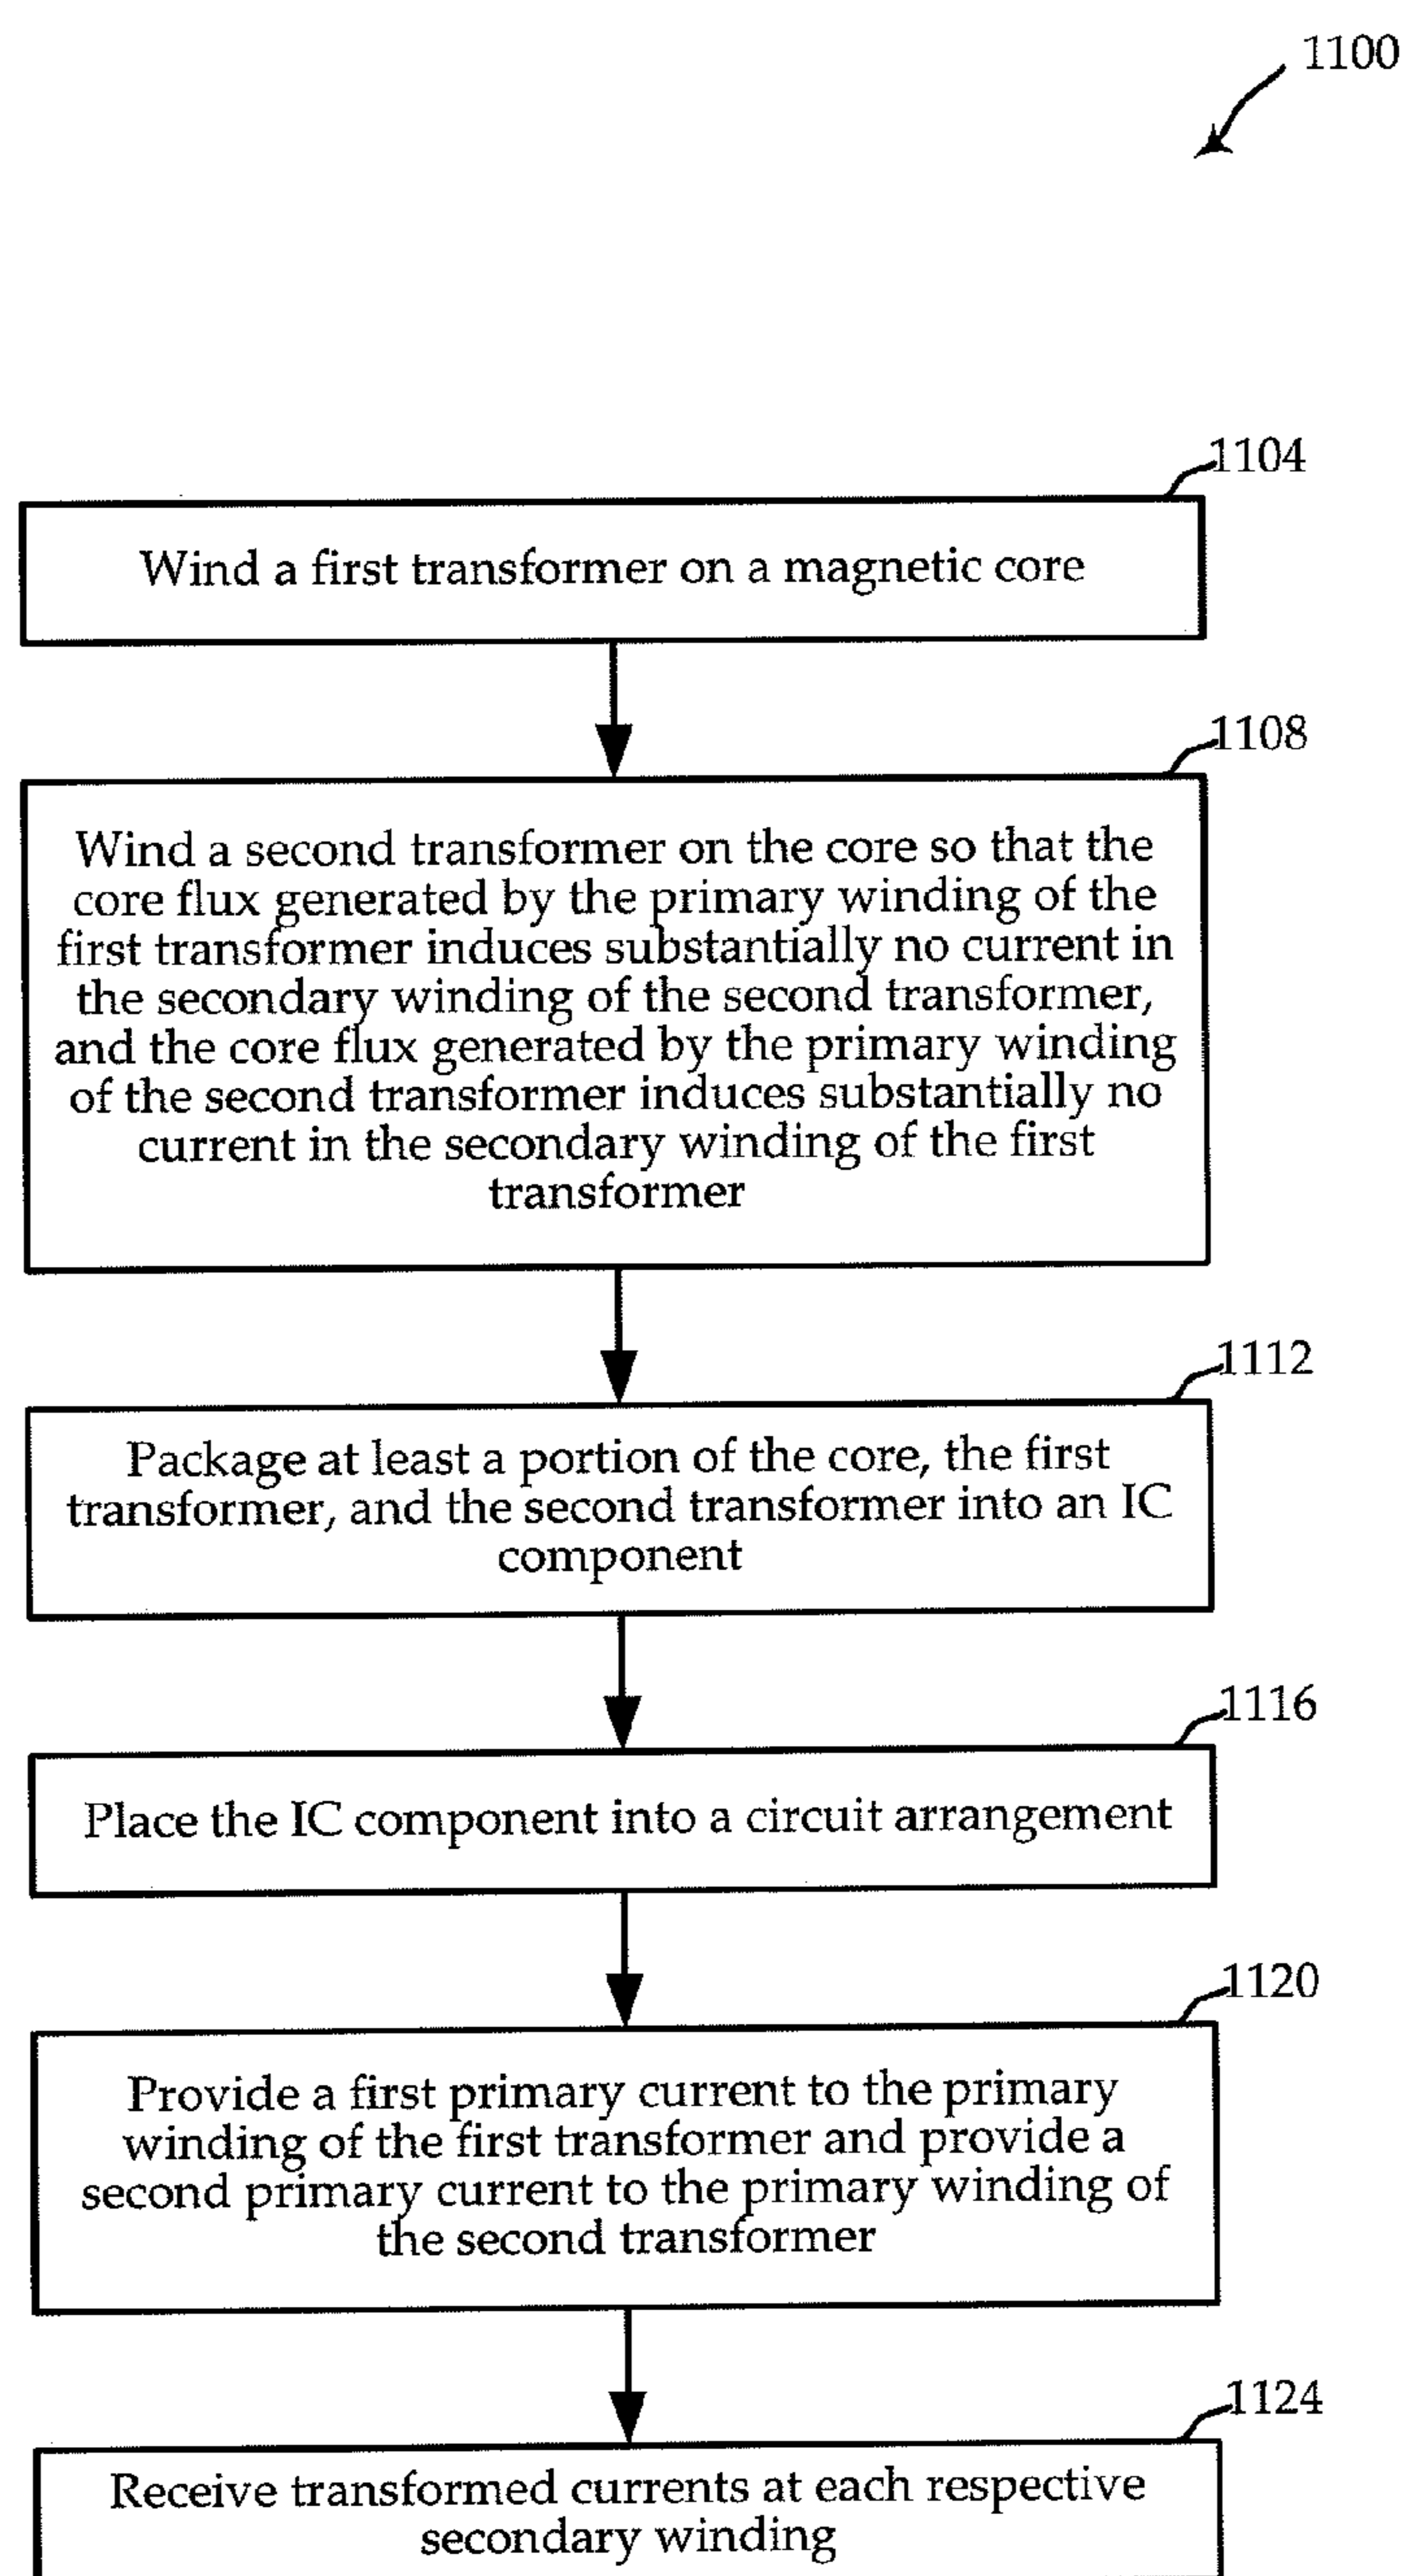 1100
1104
Wind a first transformer on a magnetic core
1108
Wind a second transformer on the core so that the
core flux generated by the primary winding of the
first transformer induces substantially no current in
the secondary winding of the second transformer,
and the core flux generated by the primary winding
of the second transformer induces substantially no
current in the secondary winding of the first
transformer
1112
Package at least a portion of the core, the first
transformer, and the second transformer into an IC
component
1116
Place the IC component into a circuit arrangement
1120
Provide a first primary current to the primary
winding of the first transformer and provide a
second primary current to the primary winding of
the second transformer
1124
Receive transformed currents at each respective
secondary winding